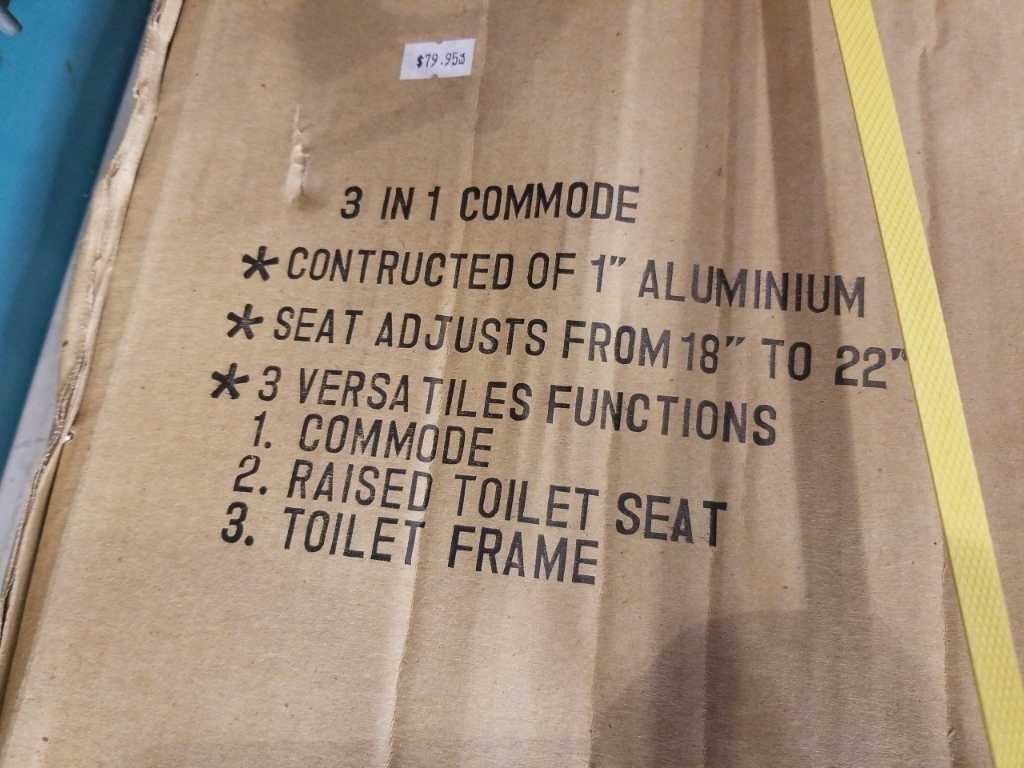 $79.95
3 IN 1 COMMODE
* CONTRUCTED OF 1" ALUMINIUM
* SEAT ADJUSTS FROM 18" TO 22"
* 3 VERSATILES FUNCTIONS
1. COMMODE
2. RAISED TOILET SEAT
3. TOILET FRAME